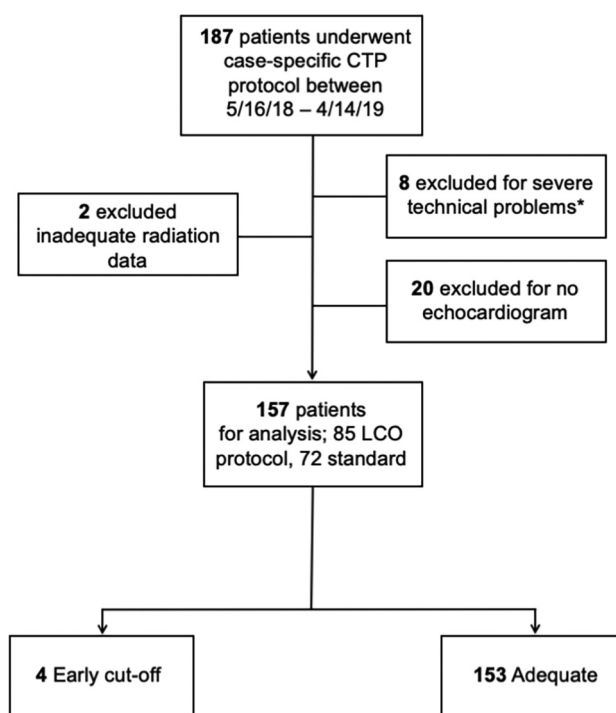 187 patients underwent
case-specific CTP
protocol between
5/16/18 – 4/14/19
8 excluded for severe
technical problems*
2 excluded
inadequate radiation
data
20 excluded for no
echocardiogram
157 patients
for analysis; 85 LCO
protocol, 72 standard
4 Early cut-off
153 Adequate